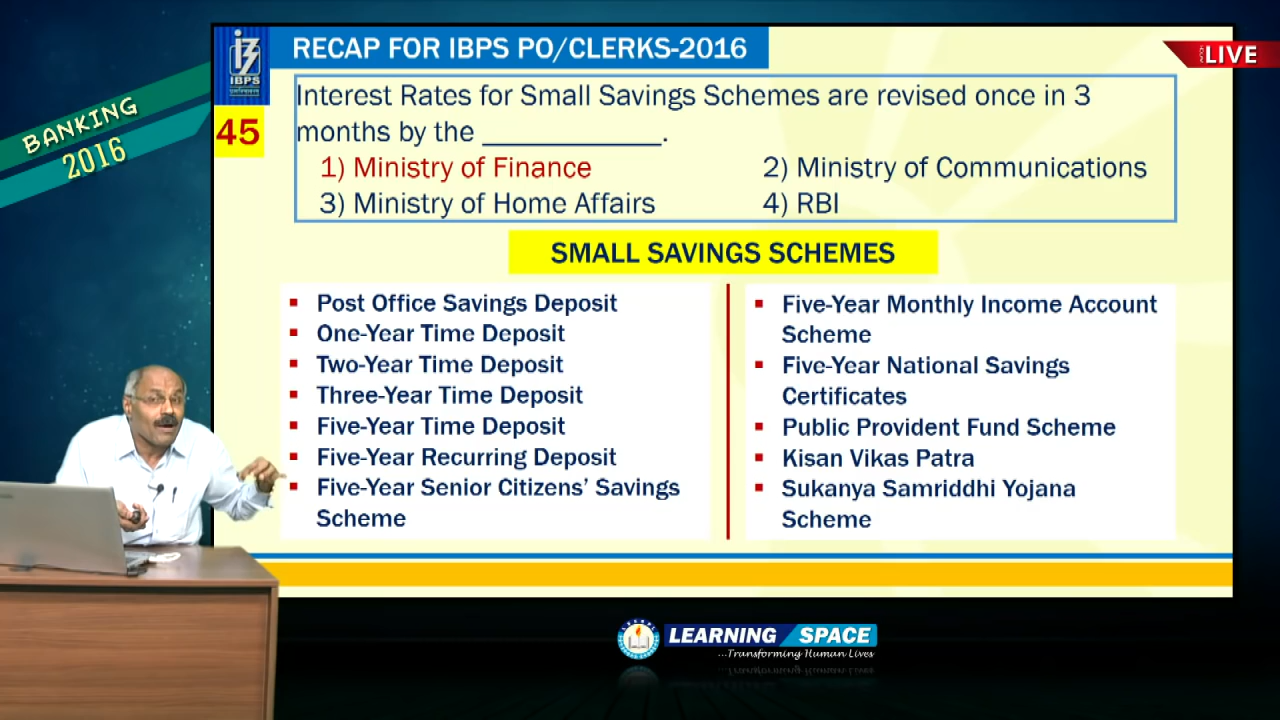 RECAP FOR IBPS PO/CLERKS-2016
IBPS
LIVE
BANKING
2016
45
Interest Rates for Small Savings Schemes are revised once in 3
months by the ____________.
1) Ministry of Finance
2) Ministry of Communications
3) Ministry of Home Affairs
4) RBI
SMALL SAVINGS SCHEMES
Post Office Savings Deposit
One-Year Time Deposit
Two-Year Time Deposit
Three-Year Time Deposit
Five-Year Time Deposit
Five-Year Recurring Deposit
Five-Year Senior Citizens’ Savings
Scheme
Five-Year Monthly Income Account
Scheme
Five-Year National Savings
Certificates
Public Provident Fund Scheme
Kisan Vikas Patra
Sukanya Samriddhi Yojana
Scheme
LEARNING SPACE
...Transforming Human Lives